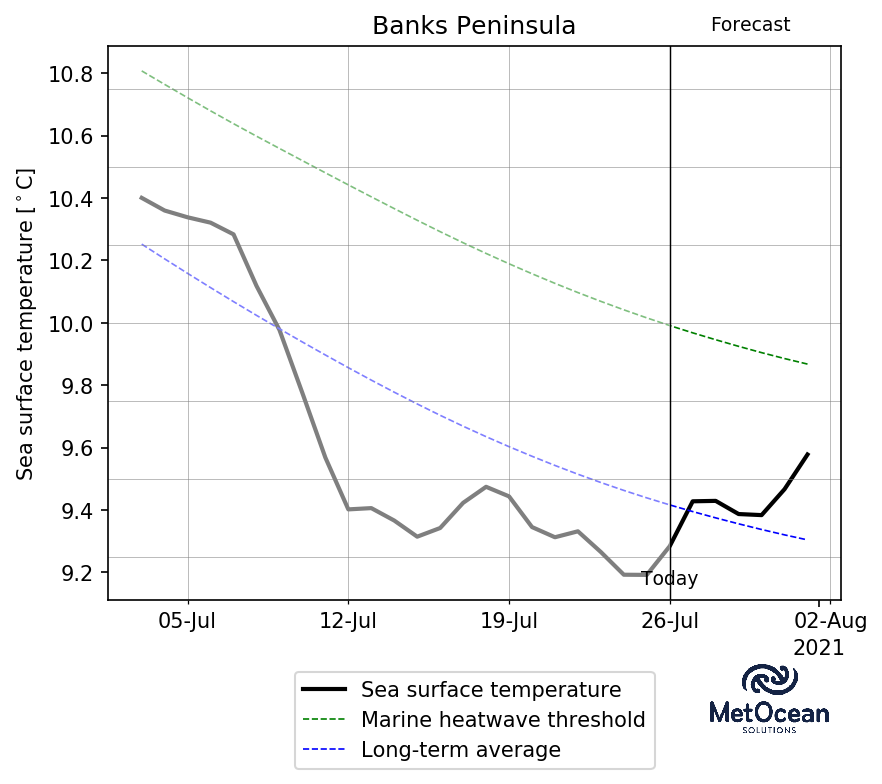 Banks Peninsula
Forecast
Sea surface temperature [°C]
10.8
10.6
10.4
10.2
10.0
9.8
9.6
9.4
9.2
Today
05-Jul
12-Jul
19-Jul
26-Jul
02-Aug
2021
Sea surface temperature
Marine heatwave threshold
Long-term average
MetOcean
SOLUTIONS